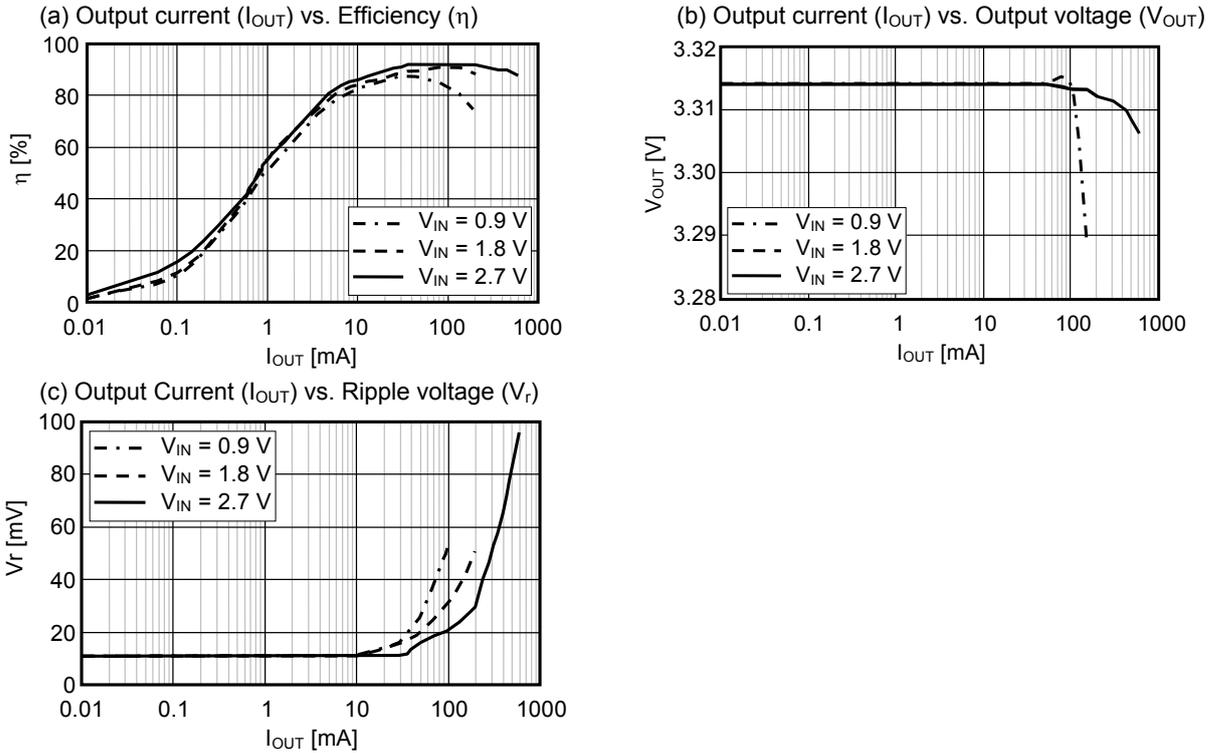 (a) Output current (IOUT) vs. Efficiency (η)
100
80
60
40
20
0
η [%]
VIN = 0.9 V
VIN = 1.8 V
VIN = 2.7 V
0.01 0.1 1 10 100 1000
IOUT [mA]
(b) Output current (IOUT) vs. Output voltage (VOUT)
3.32
3.31
3.30
3.29
3.28
VOUT [V]
VIN = 0.9 V
VIN = 1.8 V
VIN = 2.7 V
0.01 0.1 1 10 100 1000
IOUT [mA]
(c) Output Current (IOUT) vs. Ripple voltage (Vr)
100
80
60
40
20
0
Vr [mV]
VIN = 0.9 V
VIN = 1.8 V
VIN = 2.7 V
0.01 0.1 1 10 100 1000
IOUT [mA]